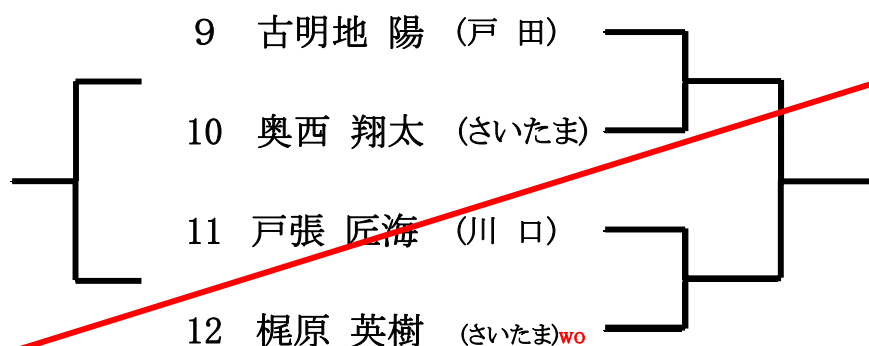 9 古明地 陽 (戸 田)
10 奥西 翔太 (さいたま)
11 戸張 匠海 (川 口)
12 梶原 英樹 (さいたま)wo